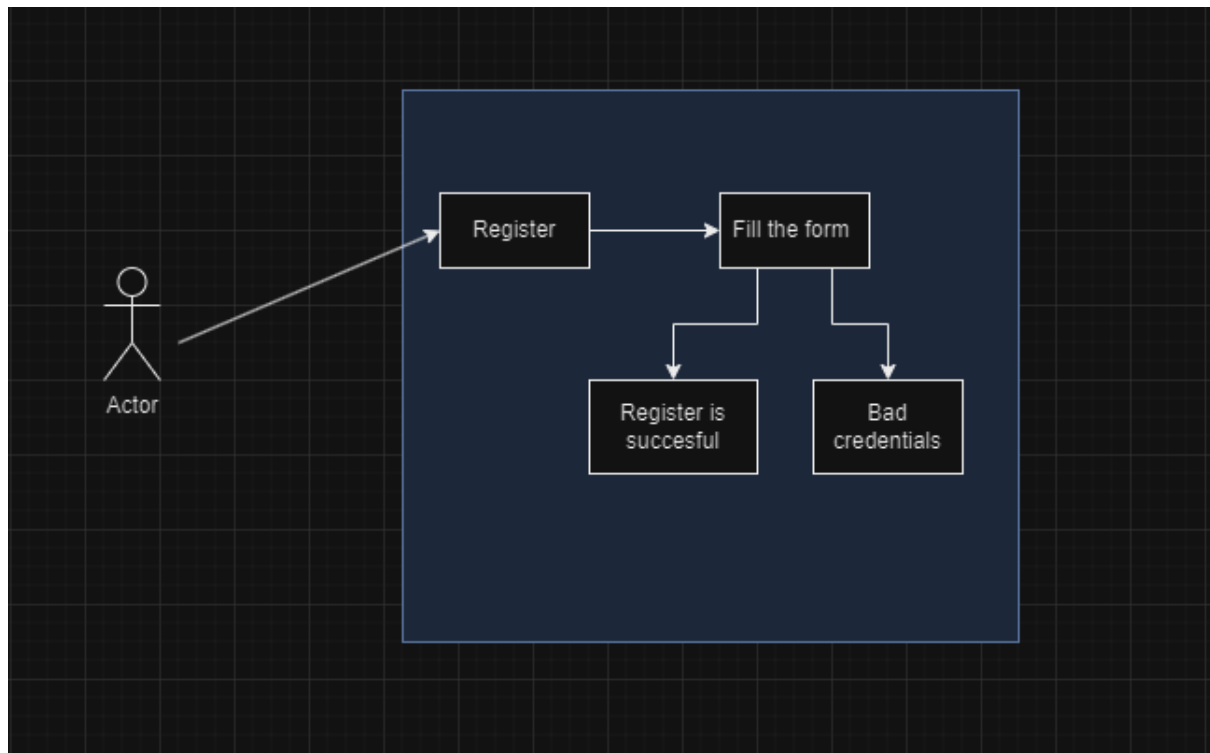 Register
Fill the form
Actor
Register is
succesful
Bad
credentials